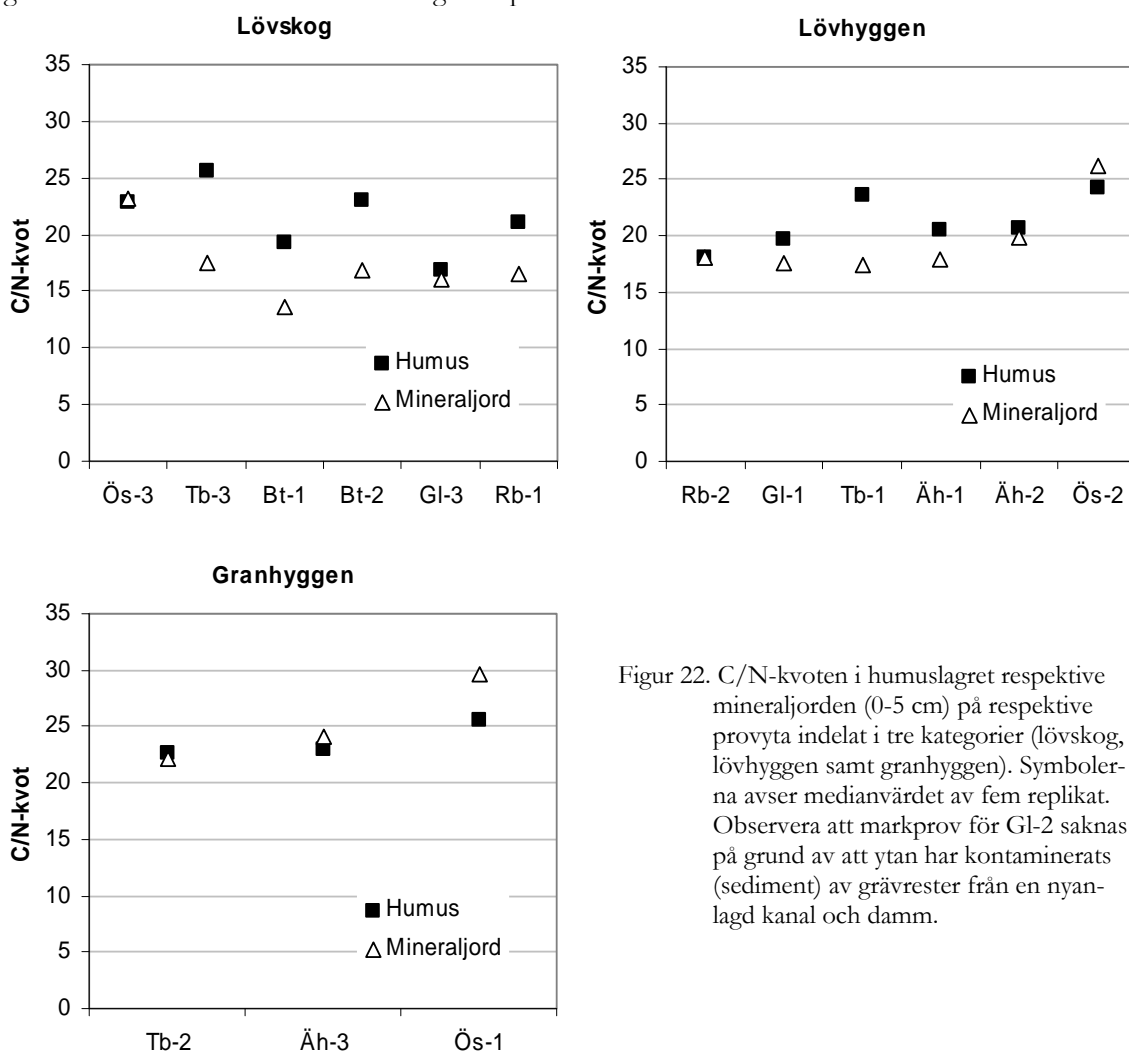 Lövskog
35
30
25
20
15
10
5
0
C/N-kvot
Humus
Mineraljord
Ös-3 Tb-3 Bt-1 Bt-2 Gl-3 Rb-1
Lövhyggen
35
30
25
20
15
10
5
0
C/N-kvot
Humus
Mineraljord
Rb-2 Gl-1 Tb-1 Äh-1 Äh-2 Ös-2
Granhyggen
35
30
25
20
15
10
5
0
C/N-kvot
Humus
Mineraljord
Tb-2 Äh-3 Ös-1
Figur 22. C/N-kvoten i humuslagret respektive
mineraljorden (0-5 cm) på respektive
provyta indelat i tre kategorier (lövskog,
lövhyggen samt granhyggen). Symboler-
na avser medianvärdet av fem replikat.
Observera att markprov för Gl-2 saknas
på grund av att ytan har kontaminerats
(sediment) av grävrester från en nyan-
lagd kanal och damm.